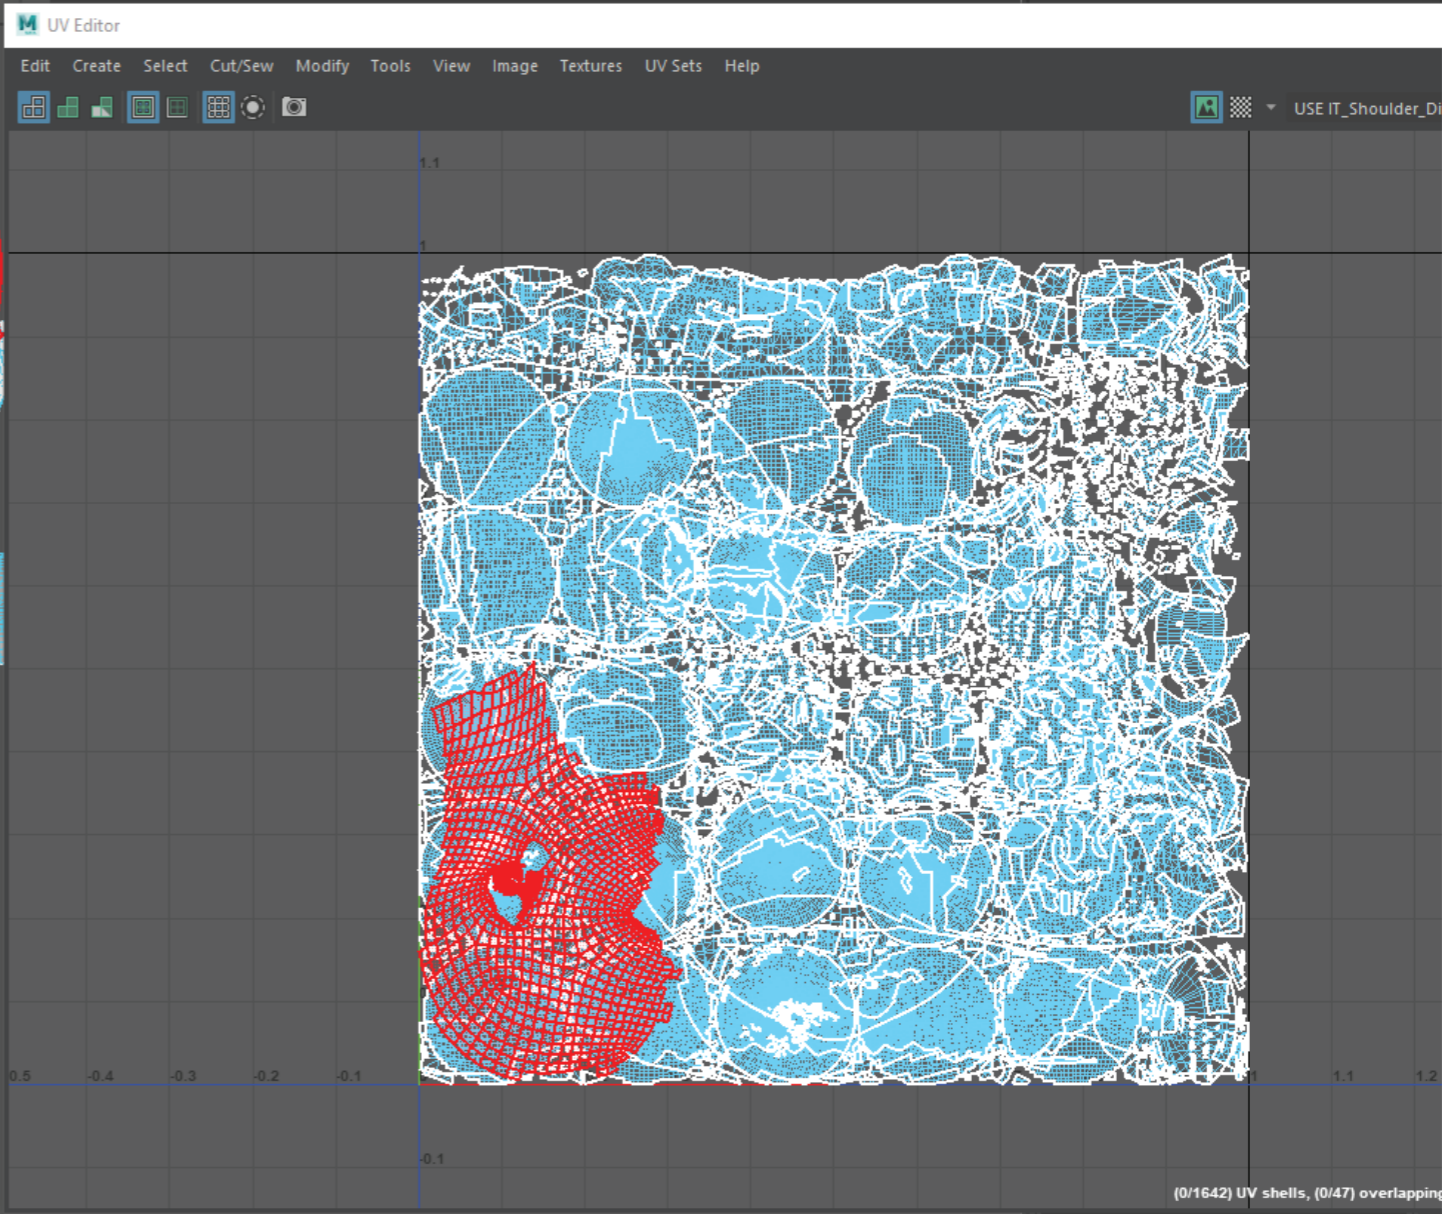 UV Editor
Edit Create Select Cut/Sew Modify Tools View Image Textures UV Sets Help
USE IT_Shoulder_Di
1.1
1
0.5 -0.4 -0.3 -0.2 -0.1 1 1.1 1.2
-0.1
(0/1642) UV shells, (0/47) overlapping